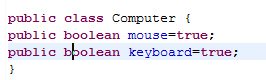 public class Computer {
public boolean mouse=true;
public boolean keyboard=true;
}